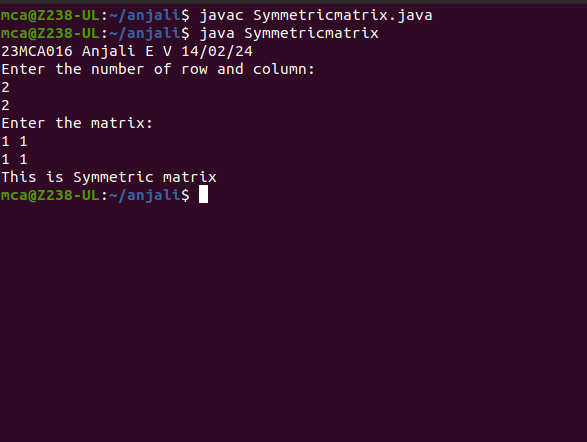 mca@Z238-UL:~/anjali$ javac Symmetricmatrix.java
mca@Z238-UL:~/anjali$ java Symmetricmatrix
23MCA016 Anjali E V 14/02/24
Enter the number of row and column:
2
2
Enter the matrix:
1 1
1 1
This is Symmetric matrix
mca@Z238-UL:~/anjali$